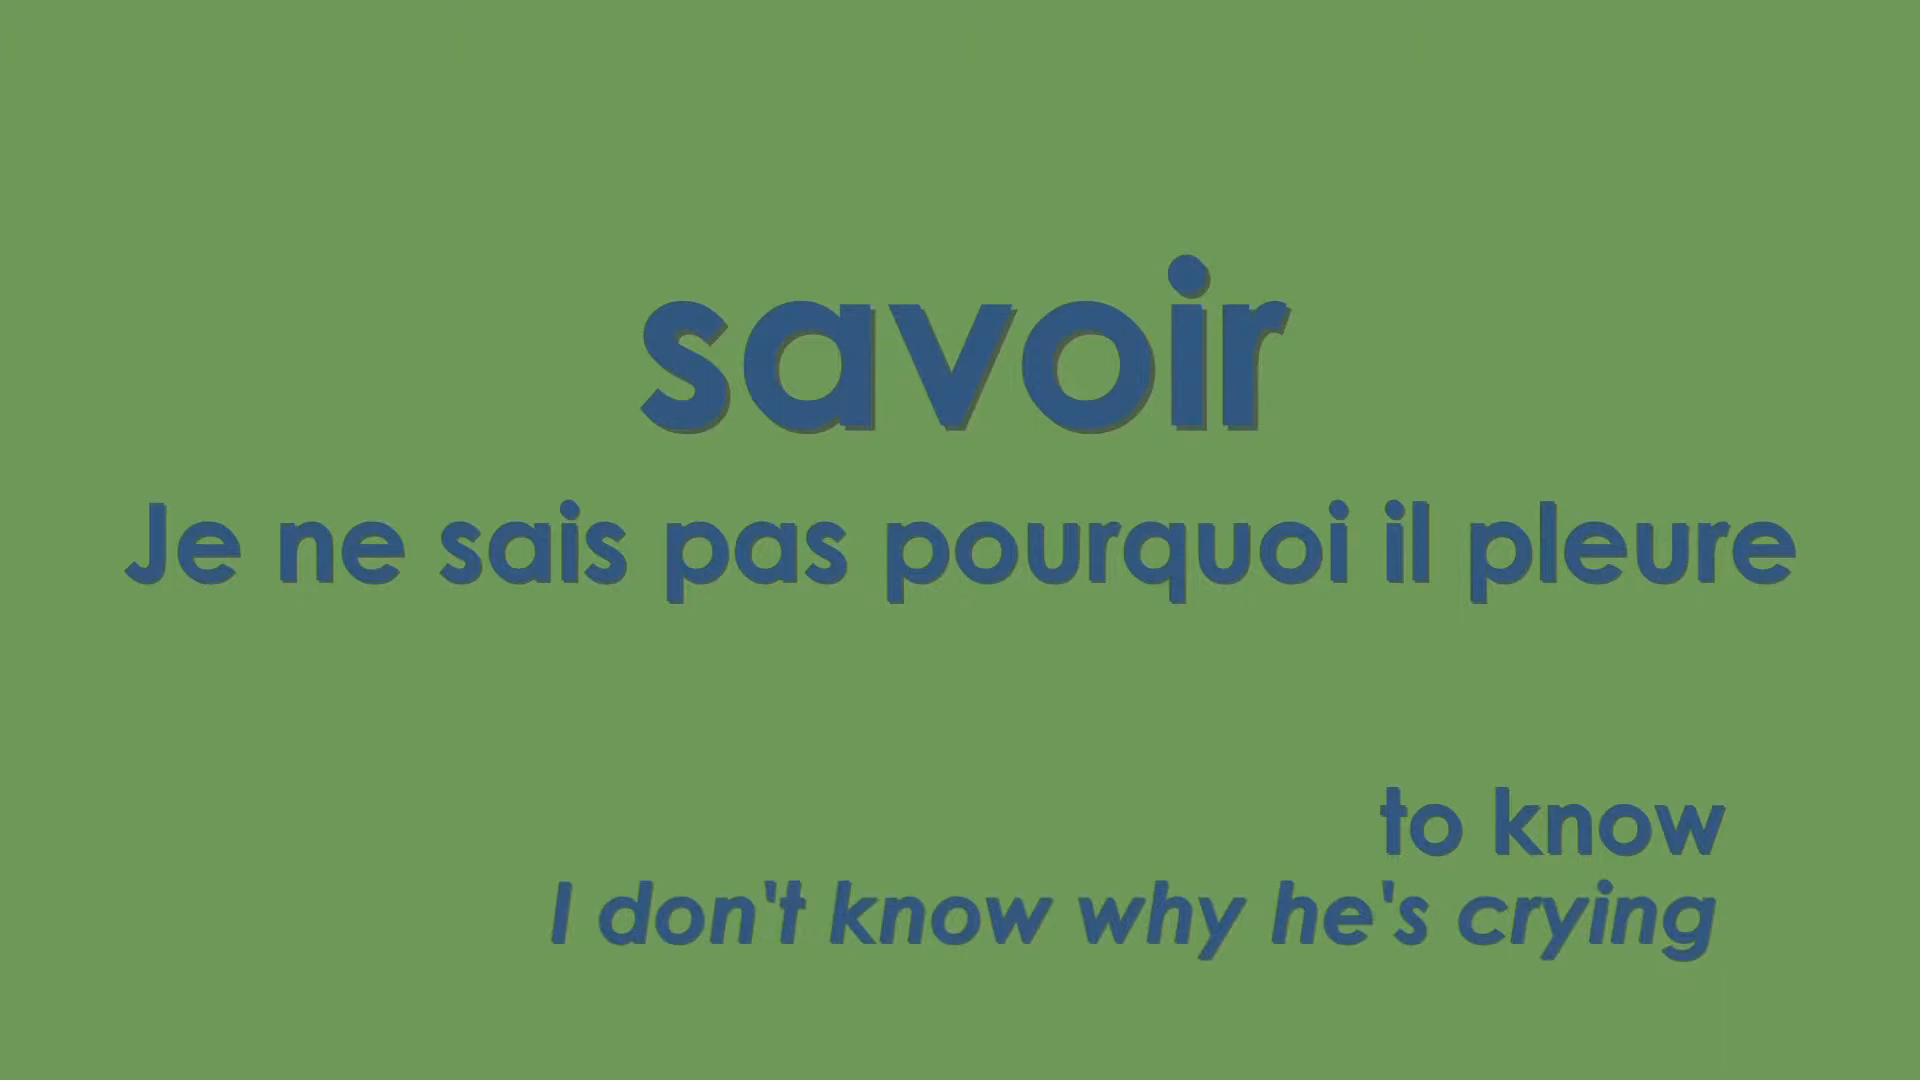 savoir
Je ne sais pas pourquoi il pleure
to know
I don't know why he's crying